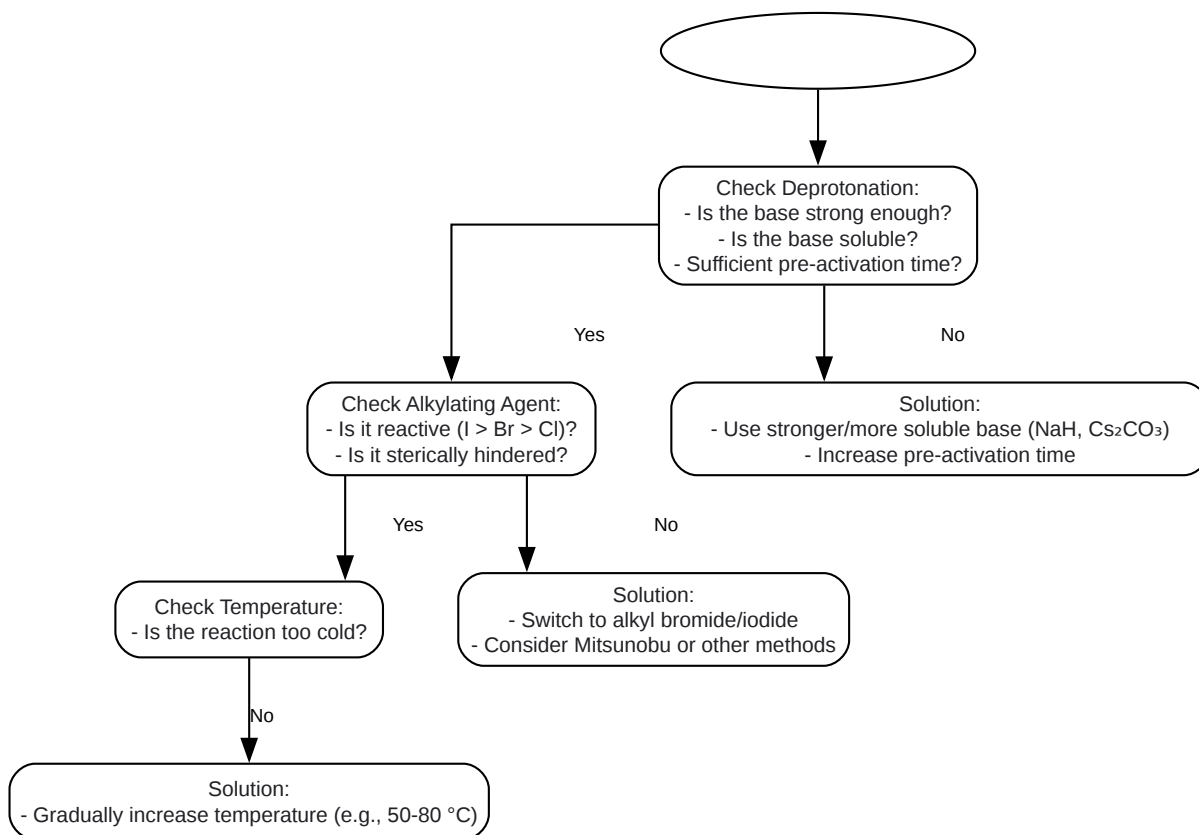 Check Deprotonation:
- Is the base strong enough?
- Is the base soluble?
- Sufficient pre-activation time?
Yes
No
Check Alkylating Agent:
- Is it reactive (I > Br > Cl)?
- Is it sterically hindered?
Solution:
- Use stronger/more soluble base (NaH, Cs₂CO₃)
- Increase pre-activation time
Yes
No
Check Temperature:
- Is the reaction too cold?
Solution:
- Switch to alkyl bromide/iodide
- Consider Mitsunobu or other methods
No
Solution:
- Gradually increase temperature (e.g., 50-80 °C)